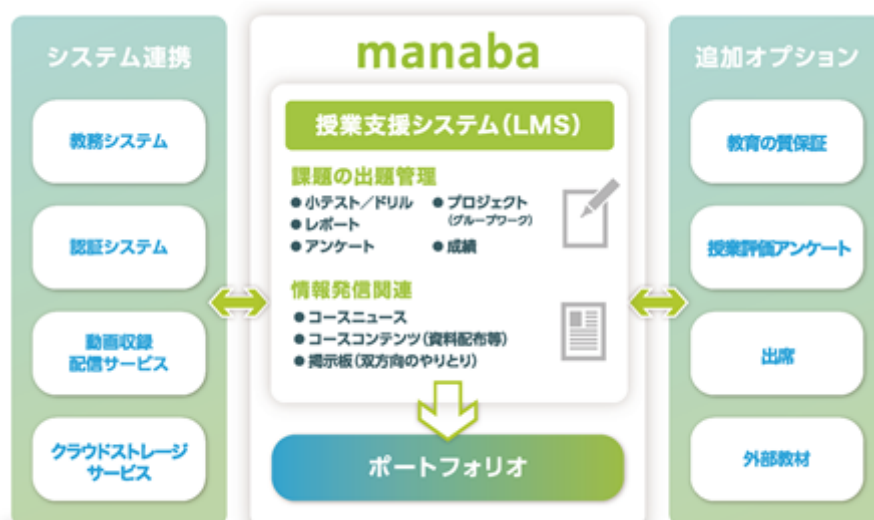 システム連携
教務システム
認証システム
動画収録
配信サービス
クラウドストレージ
サービス
manaba
授業支援システム(LMS)
課題の出題管理
●小テスト／ドリル ●プロジェクト
(グループワーク)
●レポート
●アンケート ●成績
情報発信関連
●コースニュース
●コースコンテンツ(資料配布等)
●掲示板(双方向のやりとり)
ポートフォリオ
追加オプション
教育の質保証
授業評価アンケート
出席
外部教材